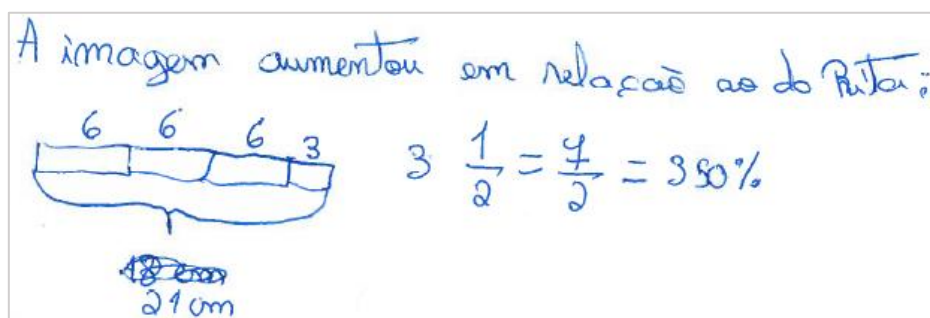 A imagem aumentou em relação ao do Rita:
6 6 6 3
3 1/2 = 7/2 = 350%
18 cm
21 cm